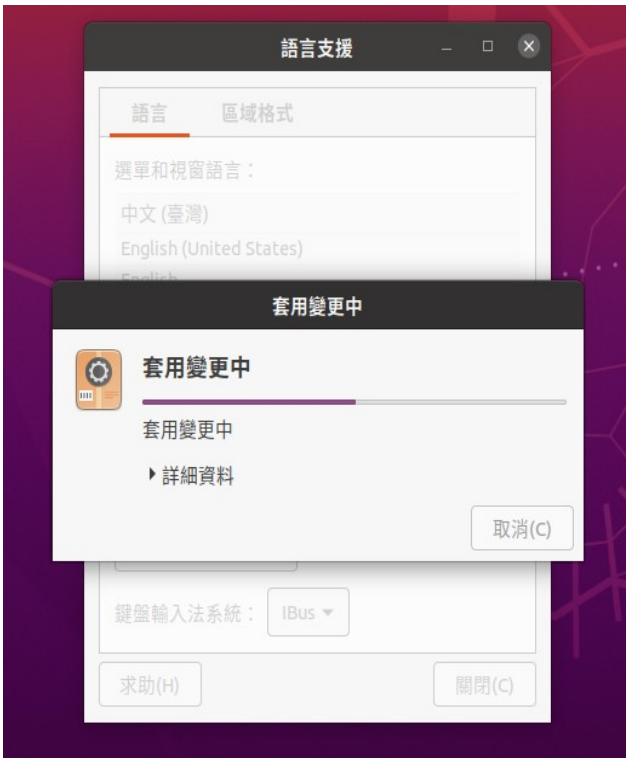 語言支援
語言 區域格式
選單和視窗語言：
中文 (臺灣)
English (United States)
English
套用變更中
套用變更中
套用變更中
詳細資料
取消(C)
鍵盤輸入法系統： IBus
求助(H) 關閉(C)